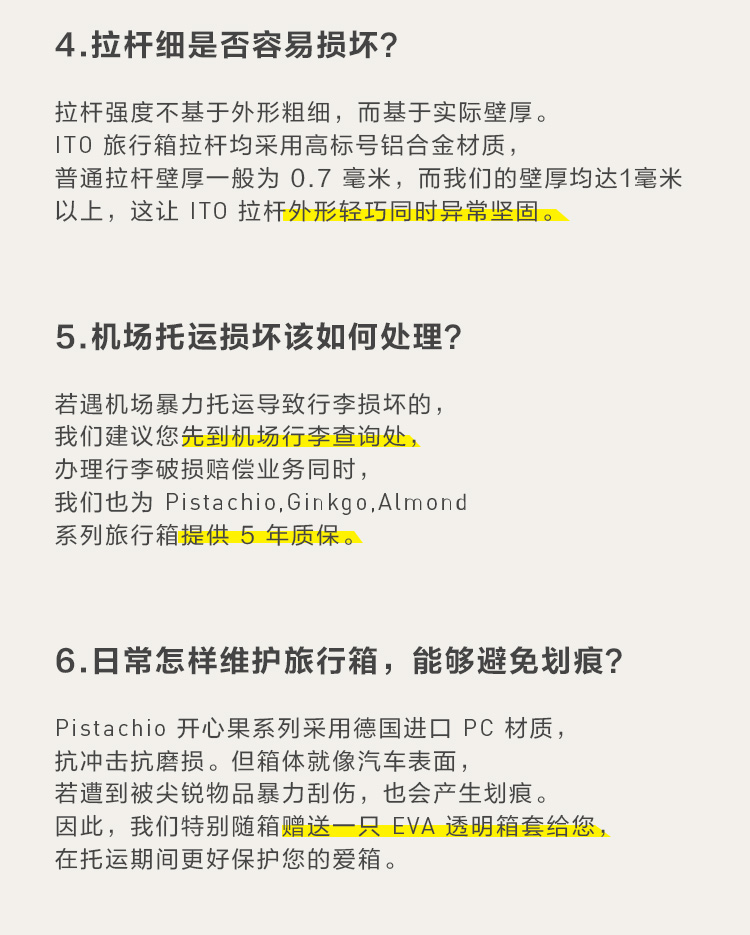 4.拉杆细是否容易损坏?
拉杆强度不基于外形粗细，而基于实际壁厚。
ITO 旅行箱拉杆均采用高标号铝合金材质，
普通拉杆壁厚一般为 0.7 毫米，而我们的壁厚均达1毫米
以上，这让 ITO 拉杆外形轻巧同时异常坚固。
5.机场托运损坏该如何处理?
若遇机场暴力托运导致行李损坏的，
我们建议您先到机场行李查询处，
办理行李破损赔偿业务同时，
我们也为 Pistachio,Ginkgo,Almond
系列旅行箱提供 5 年质保。
6.日常怎样维护旅行箱，能够避免划痕?
Pistachio 开心果系列采用德国进口 PC 材质，
抗冲击抗磨损。但箱体就像汽车表面，
若遭到被尖锐物品暴力刮伤，也会产生划痕。
因此，我们特别随箱赠送一只 EVA 透明箱套给您，
在托运期间更好保护您的爱箱。